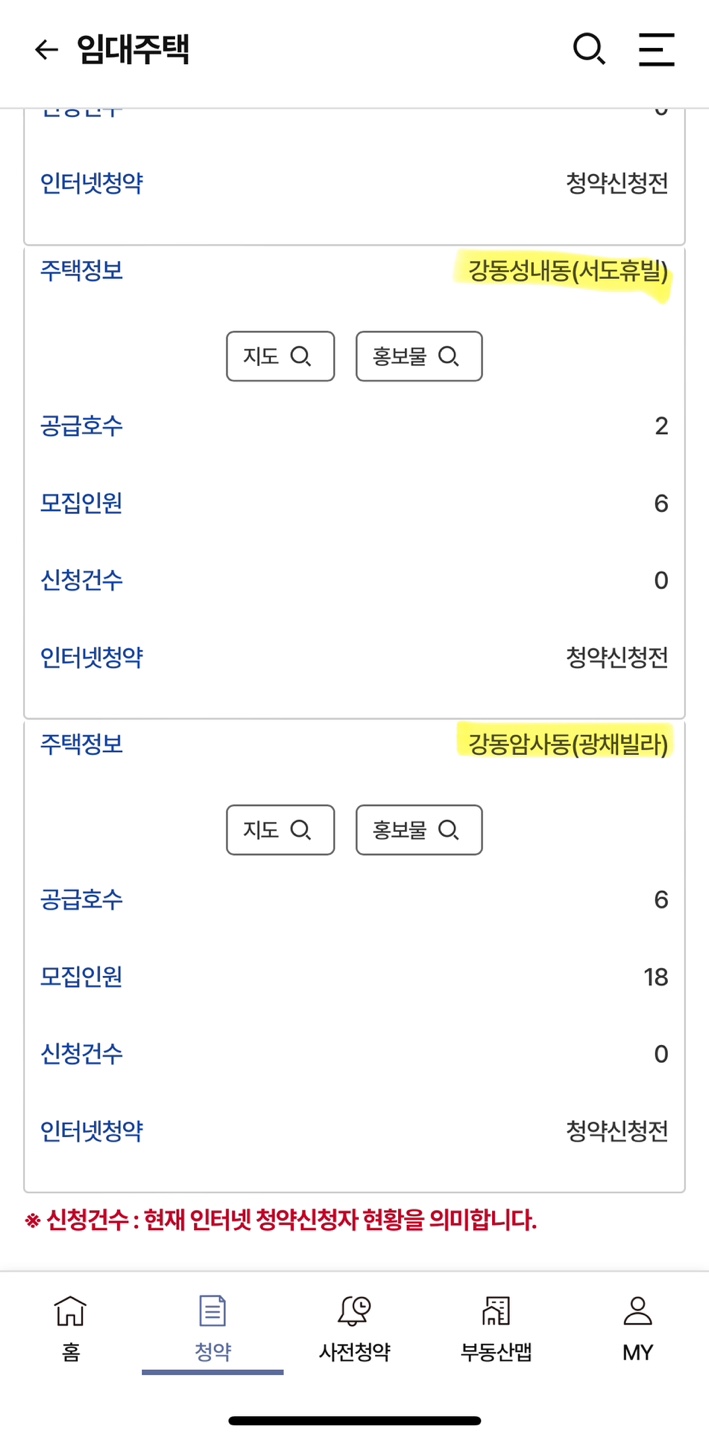 임대주택
0
인터넷청약 청약신청전
주택정보 강동성내동(서도휴빌)
지도 홍보물
공급호수 2
모집인원 6
신청건수 0
인터넷청약 청약신청전
주택정보 강동암사동(광채빌라)
지도 홍보물
공급호수 6
모집인원 18
신청건수 0
인터넷청약 청약신청전
※ 신청건수 : 현재 인터넷 청약신청자 현황을 의미합니다.
홈 청약 사전청약 부동산맵 MY